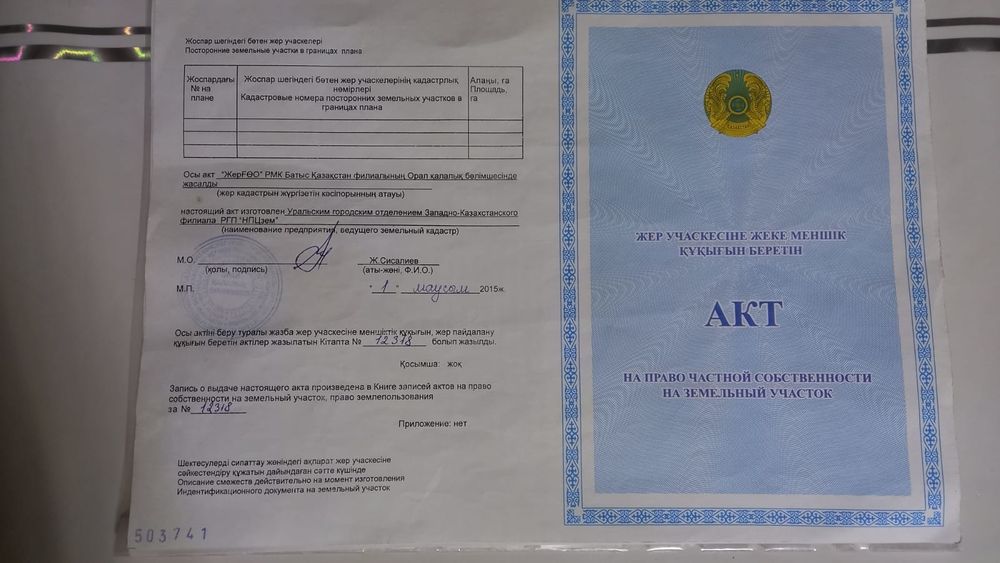 Жоспар шегіндегі бөтен жер учаскелері
Посторонние земельные участки в границах плана
Жоспардағы № на плане
Жоспар шегіндегі бөтен жер учаскелерінің кадастрлық нөмірлері
Кадастровые номера посторонних земельных участков в границах плана
Алаңы, га
Площадь, га
Осы акт "ЖерҒӨО" РМК Батыс Қазақстан филиалының Орал қалалық бөлімшесінде
жасалды
(жер кадастрын жүргізетін кәсіпорынның атауы)
настоящий акт изготовлен Уральским городским отделением Западно-Казахстанского
филиала РГП "НПЦзем"
(наименование предприятия, ведущего земельный кадастр)
М.О. Ж.Сисалиев
(қолы, подпись) (аты-жөні, Ф.И.О.)
М.П. 1 маусым 2015ж.
Осы актіні беру туралы жазба жер учаскесіне меншіктік құқығын, жер пайдалану
құқығын беретін актілер жазылатын Кітапта № 12318 болып жазылды.
Қосымша: жоқ
Запись о выдаче настоящего акта произведена в Книге записей актов на право
собственности на земельный участок, право землепользования
за № 12318
Приложение: нет
Шектесулерді сипаттау жөніндегі ақпарат жер учаскесіне
сәйкестендіру құжатын дайындаған сәтте күшінде
Описание смежеств действительно на момент изготовления
Индентификационного документа на земельный участок
503741
ҚАЗАҚСТАН
ЖЕР УЧАСКЕСІНЕ ЖЕКЕ МЕНШІК
ҚҰҚЫҒЫН БЕРЕТІН
АКТ
НА ПРАВО ЧАСТНОЙ СОБСТВЕННОСТИ
НА ЗЕМЕЛЬНЫЙ УЧАСТОК